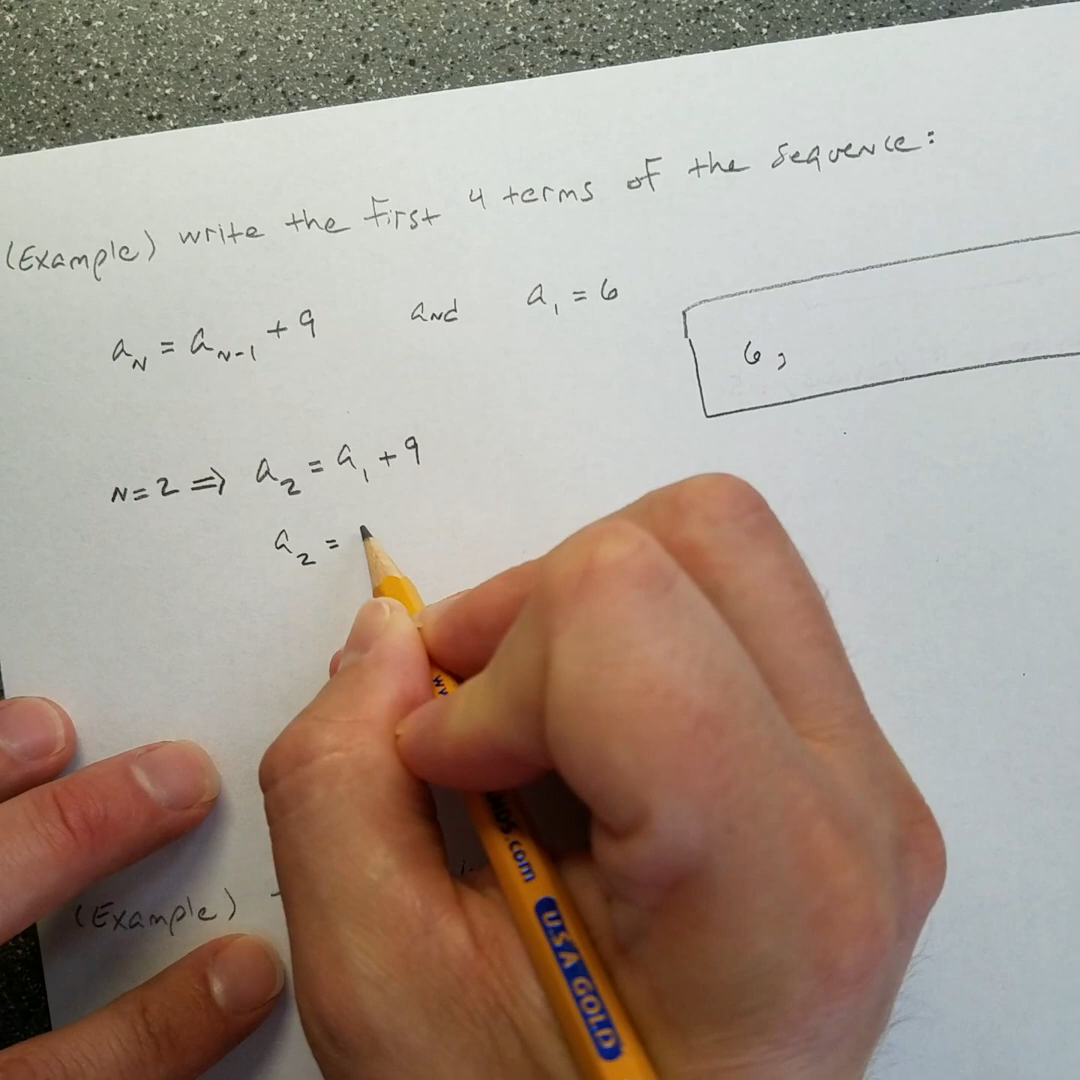 (Example) write the first 4 terms of the sequence:
a_N = a_{N-1} + 9 and a_1 = 6
6,
N=2 ⇒ a_2 = a_1 + 9
a_2 =
(Example)
.com USA GOLD